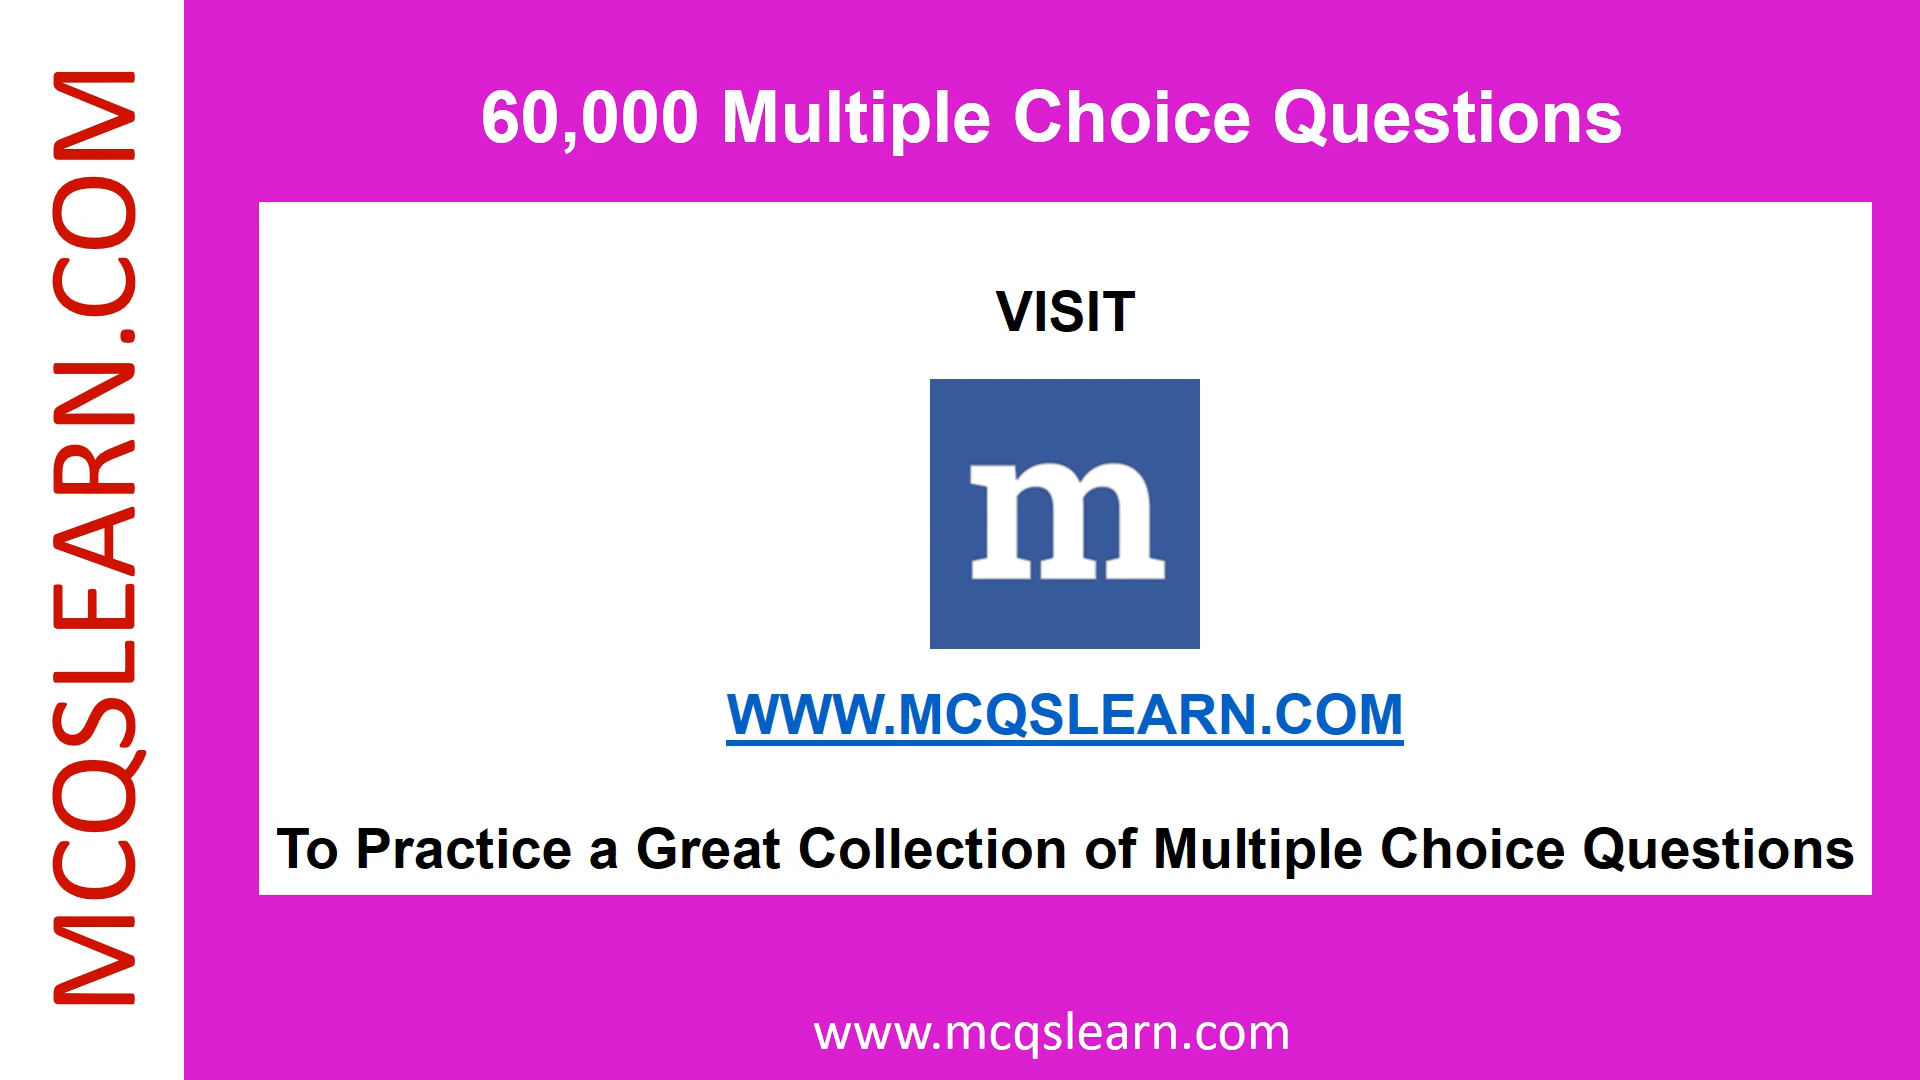 MCQSLEARN.COM
60,000 Multiple Choice Questions
VISIT
m
WWW.MCQSLEARN.COM
To Practice a Great Collection of Multiple Choice Questions
www.mcqslearn.com